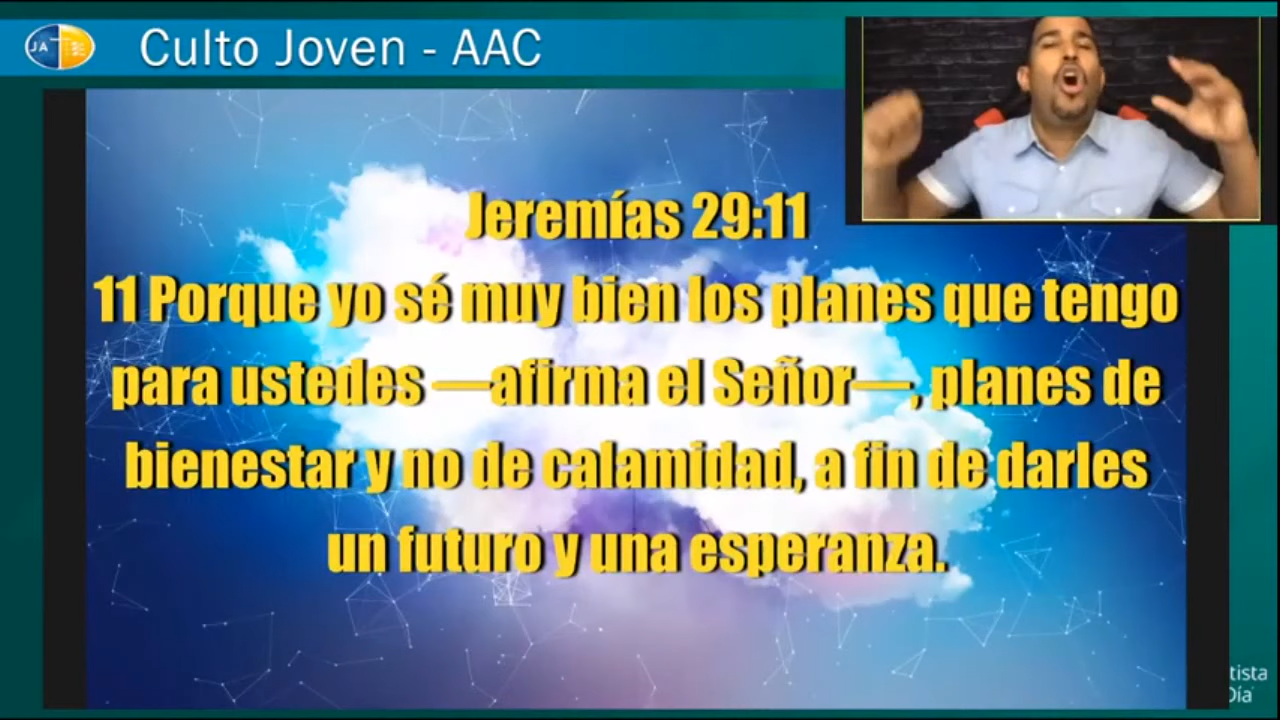 JA
Culto Joven - AAC
Jeremías 29:11
11 Porque yo sé muy bien los planes que tengo
para ustedes —afirma el Señor—, planes de
bienestar y no de calamidad, a fin de darles
un futuro y una esperanza.
tista
Día